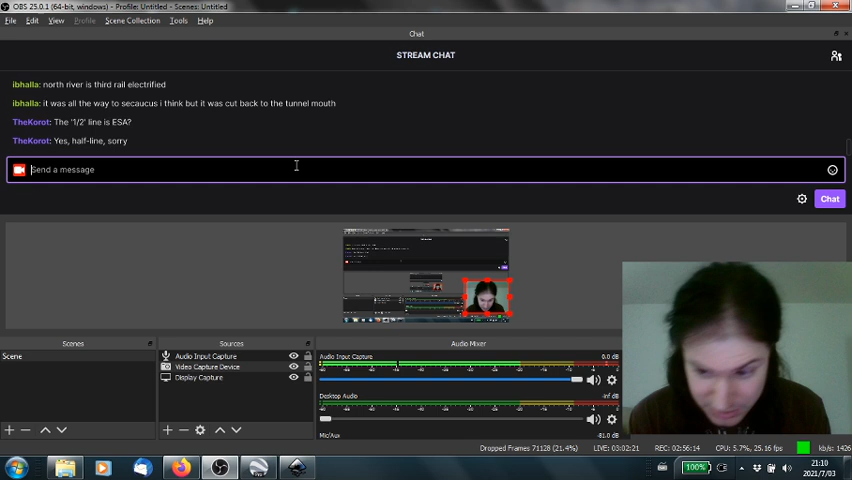 OBS 25.0.1 (64-bit, windows) - Profile: Untitled - Scenes: Untitled
File Edit View Profile Scene Collection Tools Help
Chat
STREAM CHAT
ibhalla: north river is third rail electrified
ibhalla: it was all the way to secaucus i think but it was cut back to the tunnel mouth
TheKorot: The '1/2' line is ESA?
TheKorot: Yes, half-line, sorry
Send a message
Chat
Scenes
Scene
Sources
Audio Input Capture
Video Capture Device
Display Capture
Audio Mixer
Audio Input Capture 0.0 dB
Desktop Audio -inf dB
Mic/Aux -81.0 dB
Dropped Frames 71128 (21.4%) LIVE: 03:02:21 REC: 02:56:14 CPU: 5.7%, 25.16 fps kb/s: 1426
100%
21:10
2021/7/03